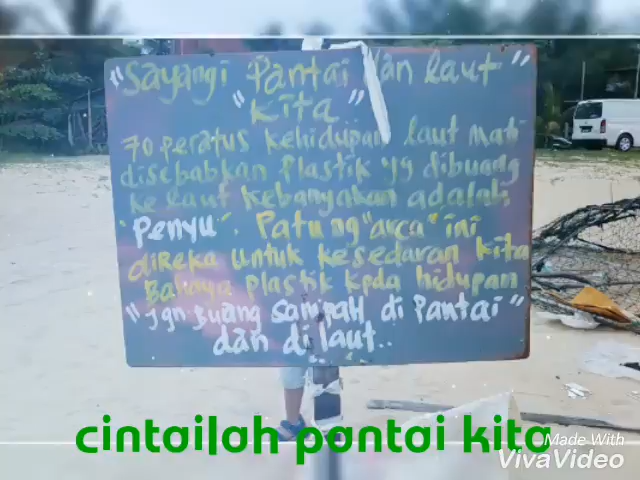 "Sayangi Pantai dan laut"
"kita"
70 peratus kehidupan laut mati
disebabkan plastik yg dibuang
ke laut kebanyakan adalah
"Penyu". Patung "arca" ini
direka untuk kesedaran kita
Bahaya plastik kpda hidupan
"Jgn Buang SampaH di Pantai"
dan di laut..
cintailah pantai kita
Made With
VivaVideo